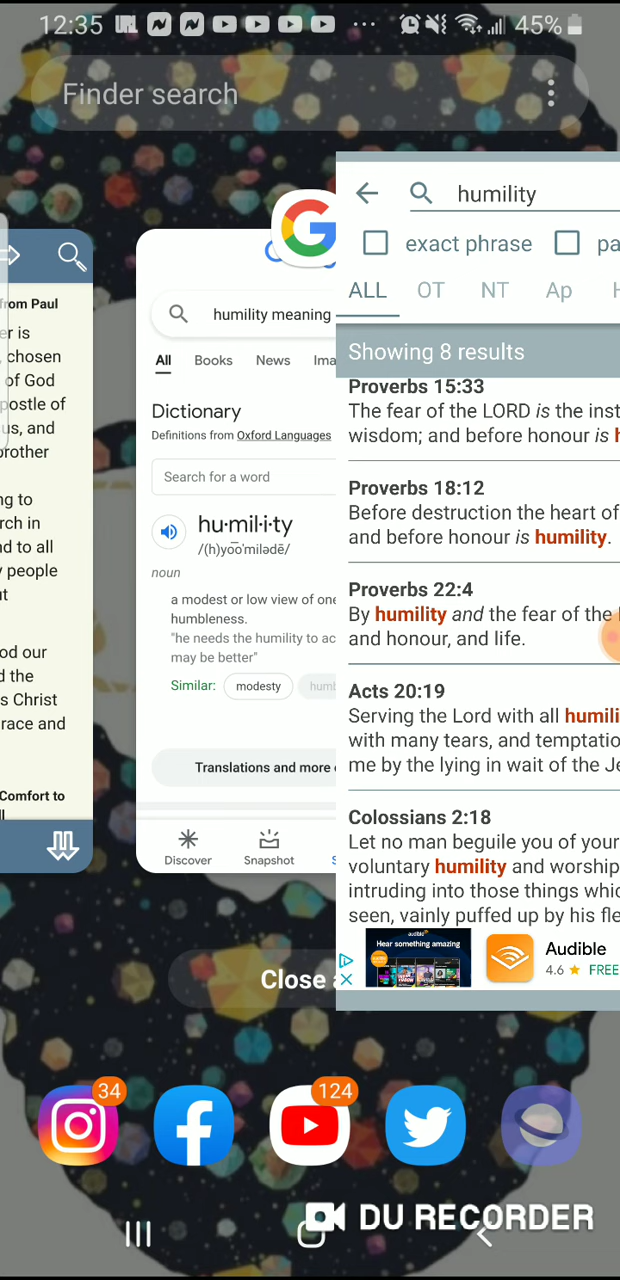 12:35
45%
Finder search
from Paul
er is
chosen
of God
postle of
us, and
brother
ng to
rch in
nd to all
y people
ut
od our
d the
s Christ
race and
Comfort to
humility meaning
All Books News Ima
Dictionary
Definitions from Oxford Languages
Search for a word
hu·mil·i·ty
/(h)yo͞oˈmilədē/
noun
a modest or low view of one
humbleness.
"he needs the humility to ac
may be better"
Similar: modesty humb
Translations and more
Discover Snapshot
humility
exact phrase pa
ALL OT NT Ap H
Showing 8 results
Proverbs 15:33
The fear of the LORD is the inst
wisdom; and before honour is h
Proverbs 18:12
Before destruction the heart of
and before honour is humility.
Proverbs 22:4
By humility and the fear of the
and honour, and life.
Acts 20:19
Serving the Lord with all humili
with many tears, and temptatio
me by the lying in wait of the Je
Colossians 2:18
Let no man beguile you of your
voluntary humility and worship
intruding into those things whic
seen, vainly puffed up by his fle
audible
Hear something amazing
Audible
4.6 ★ FREE
Close a
34
124
DU RECORDER